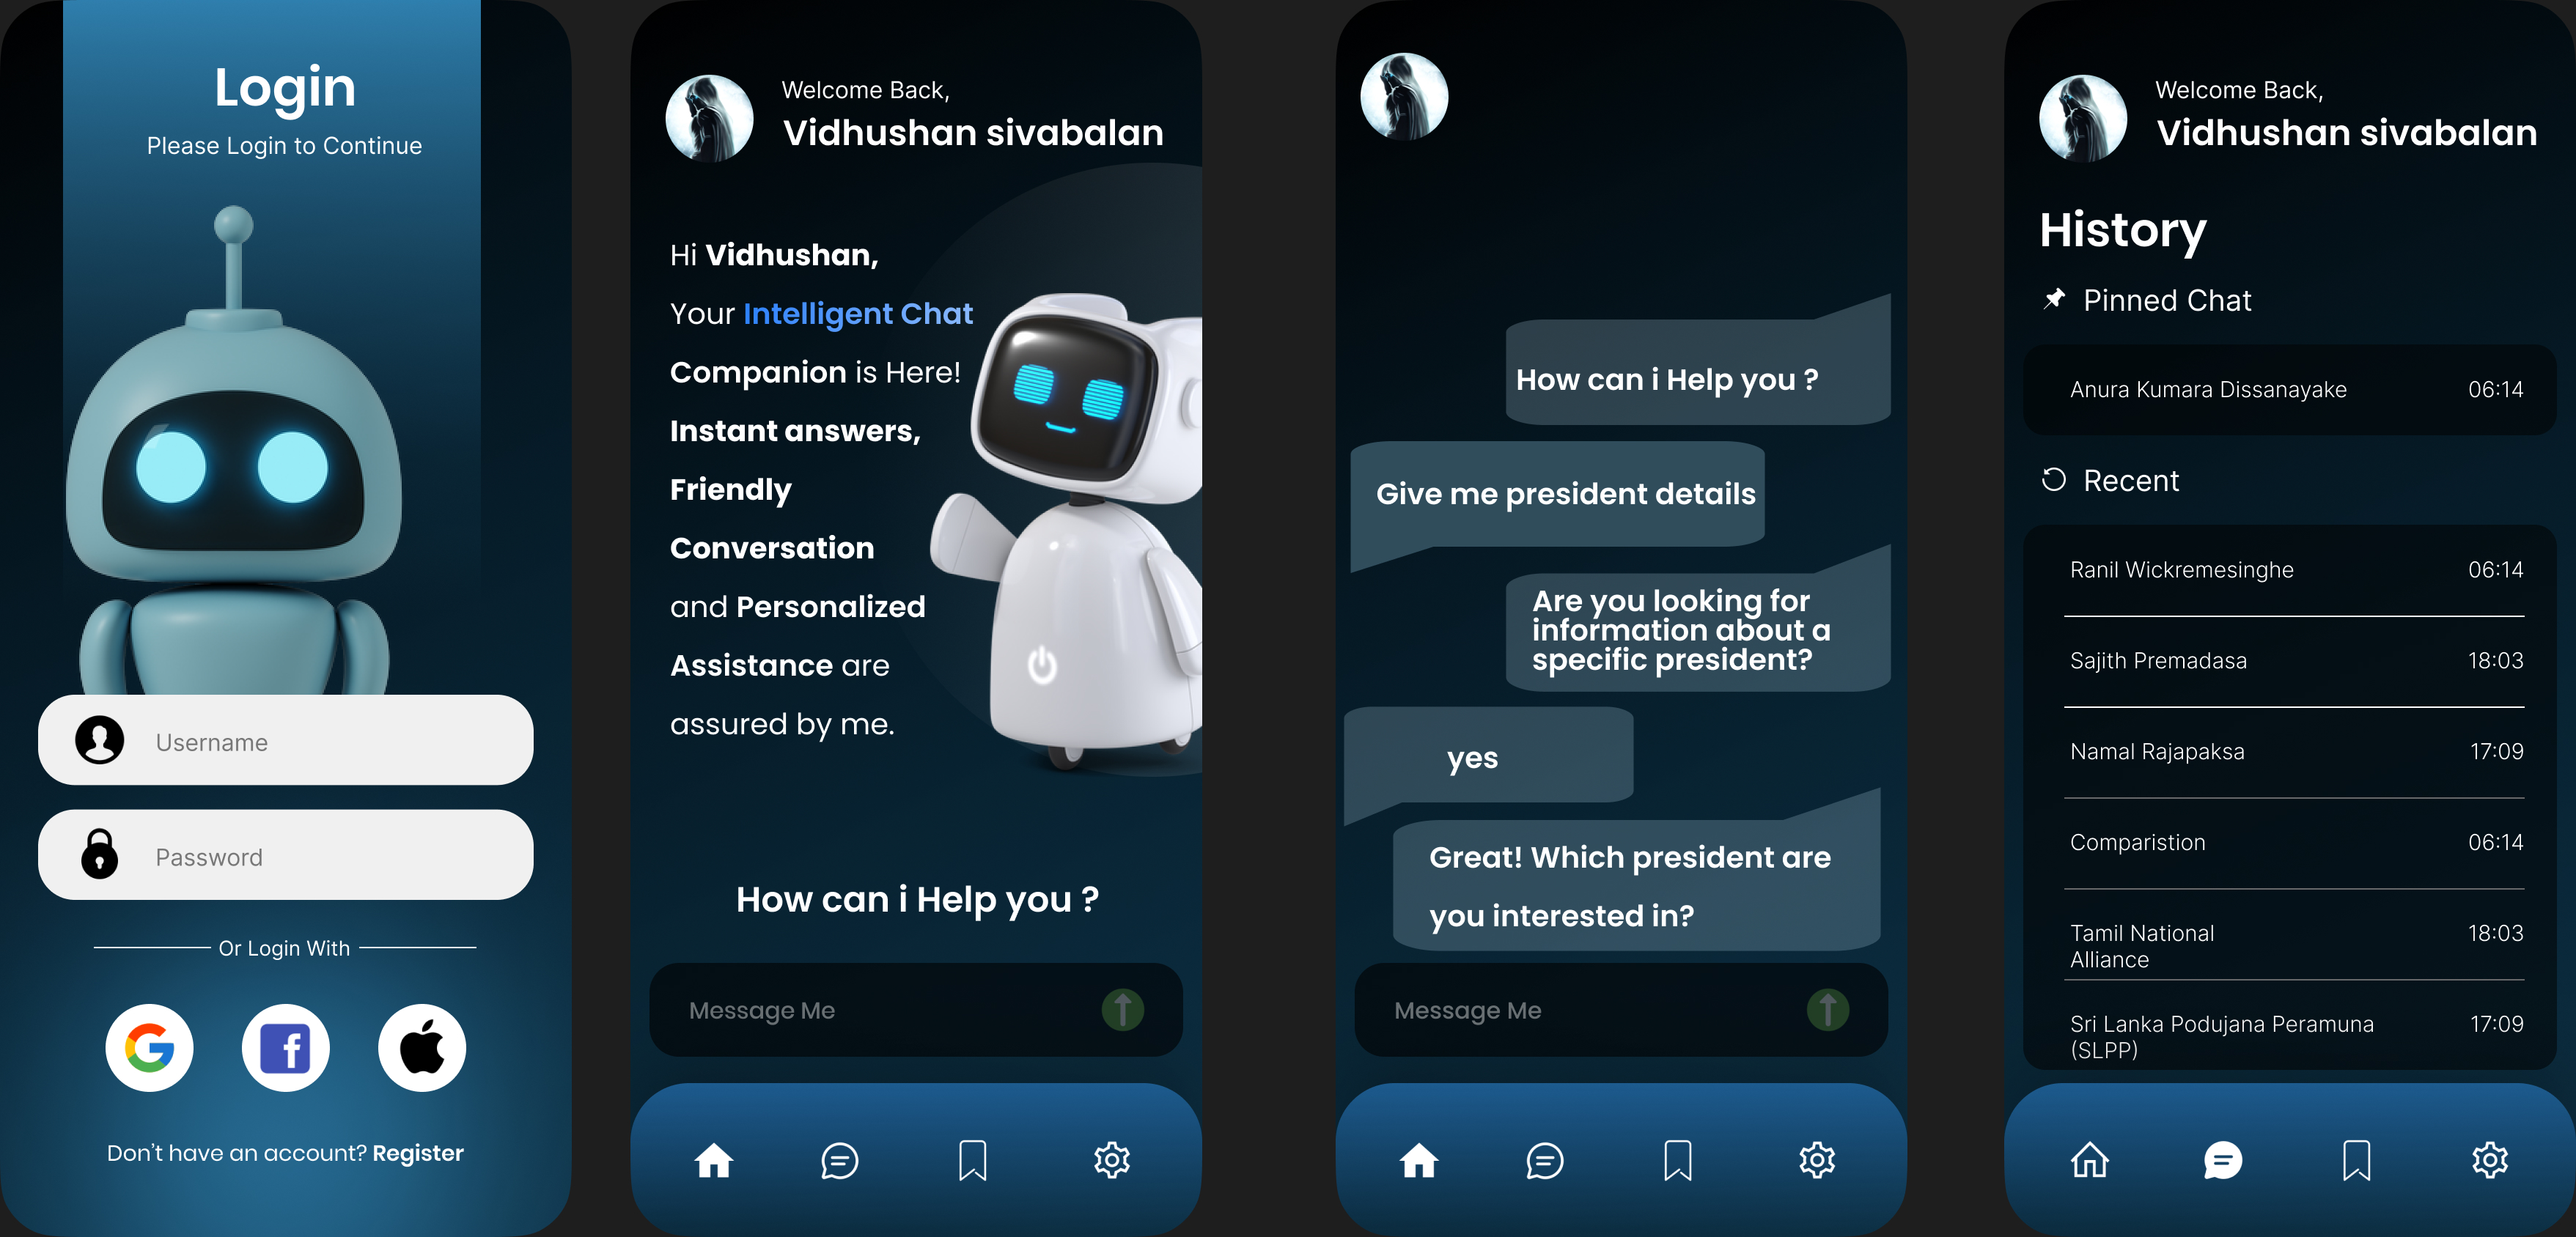 Login
Please Login to Continue
Username
Password
Or Login With
Don't have an account? Register
Welcome Back,
Vidhushan sivabalan
Hi Vidhushan,
Your Intelligent Chat
Companion is Here!
Instant answers,
Friendly
Conversation
and Personalized
Assistance are
assured by me.
How can i Help you ?
Message Me
How can i Help you ?
Give me president details
Are you looking for
information about a
specific president?
yes
Great! Which president are
you interested in?
Message Me
Welcome Back,
Vidhushan sivabalan
History
Pinned Chat
Anura Kumara Dissanayake 06:14
Recent
Ranil Wickremesinghe 06:14
Sajith Premadasa 18:03
Namal Rajapaksa 17:09
Comparistion 06:14
Tamil National 18:03
Alliance
Sri Lanka Podujana Peramuna 17:09
(SLPP)